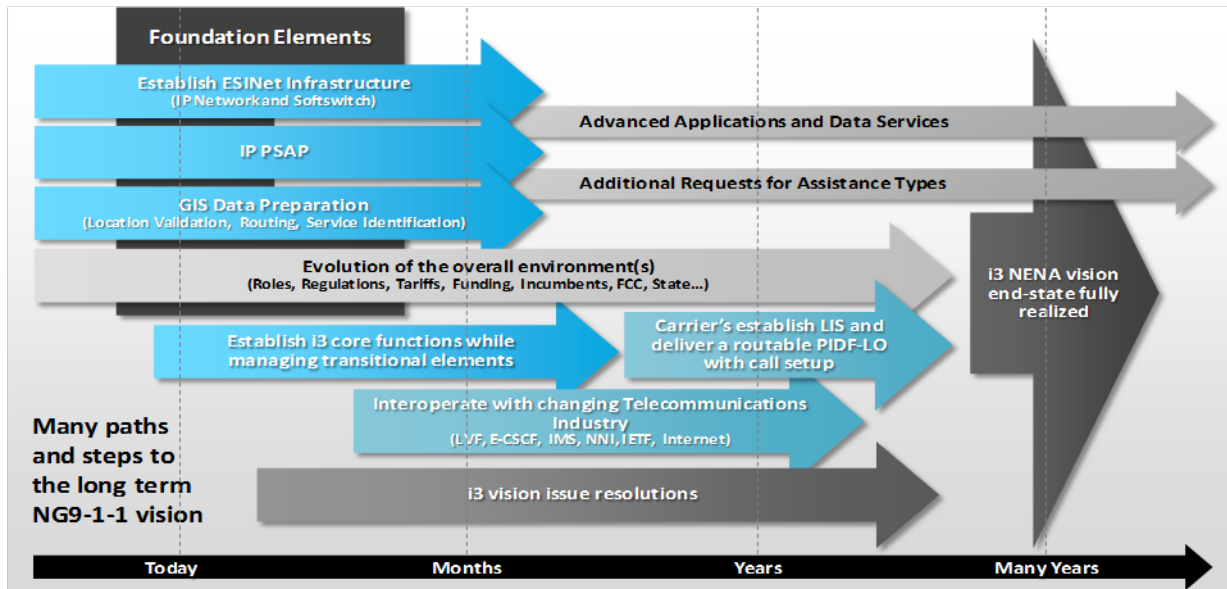 Foundation Elements
Establish ESINet Infrastructure
(IP Network and Softswitch)
Advanced Applications and Data Services
IP PSAP
Additional Requests for Assistance Types
GIS Data Preparation
(Location Validation, Routing, Service Identification)
Evolution of the overall environment(s)
(Roles, Regulations, Tariffs, Funding, Incumbents, FCC, State...)
i3 NENA vision
end-state fully
realized
Establish i3 core functions while
managing transitional elements
Carrier's establish LIS and
deliver a routable PIDF-LO
with call setup
Interoperate with changing Telecommunications
Industry
(LVF, E-CSCF, IMS, NNI, IETF, Internet)
Many paths
and steps to
the long term
NG9-1-1 vision
i3 vision issue resolutions
Today
Months
Years
Many Years